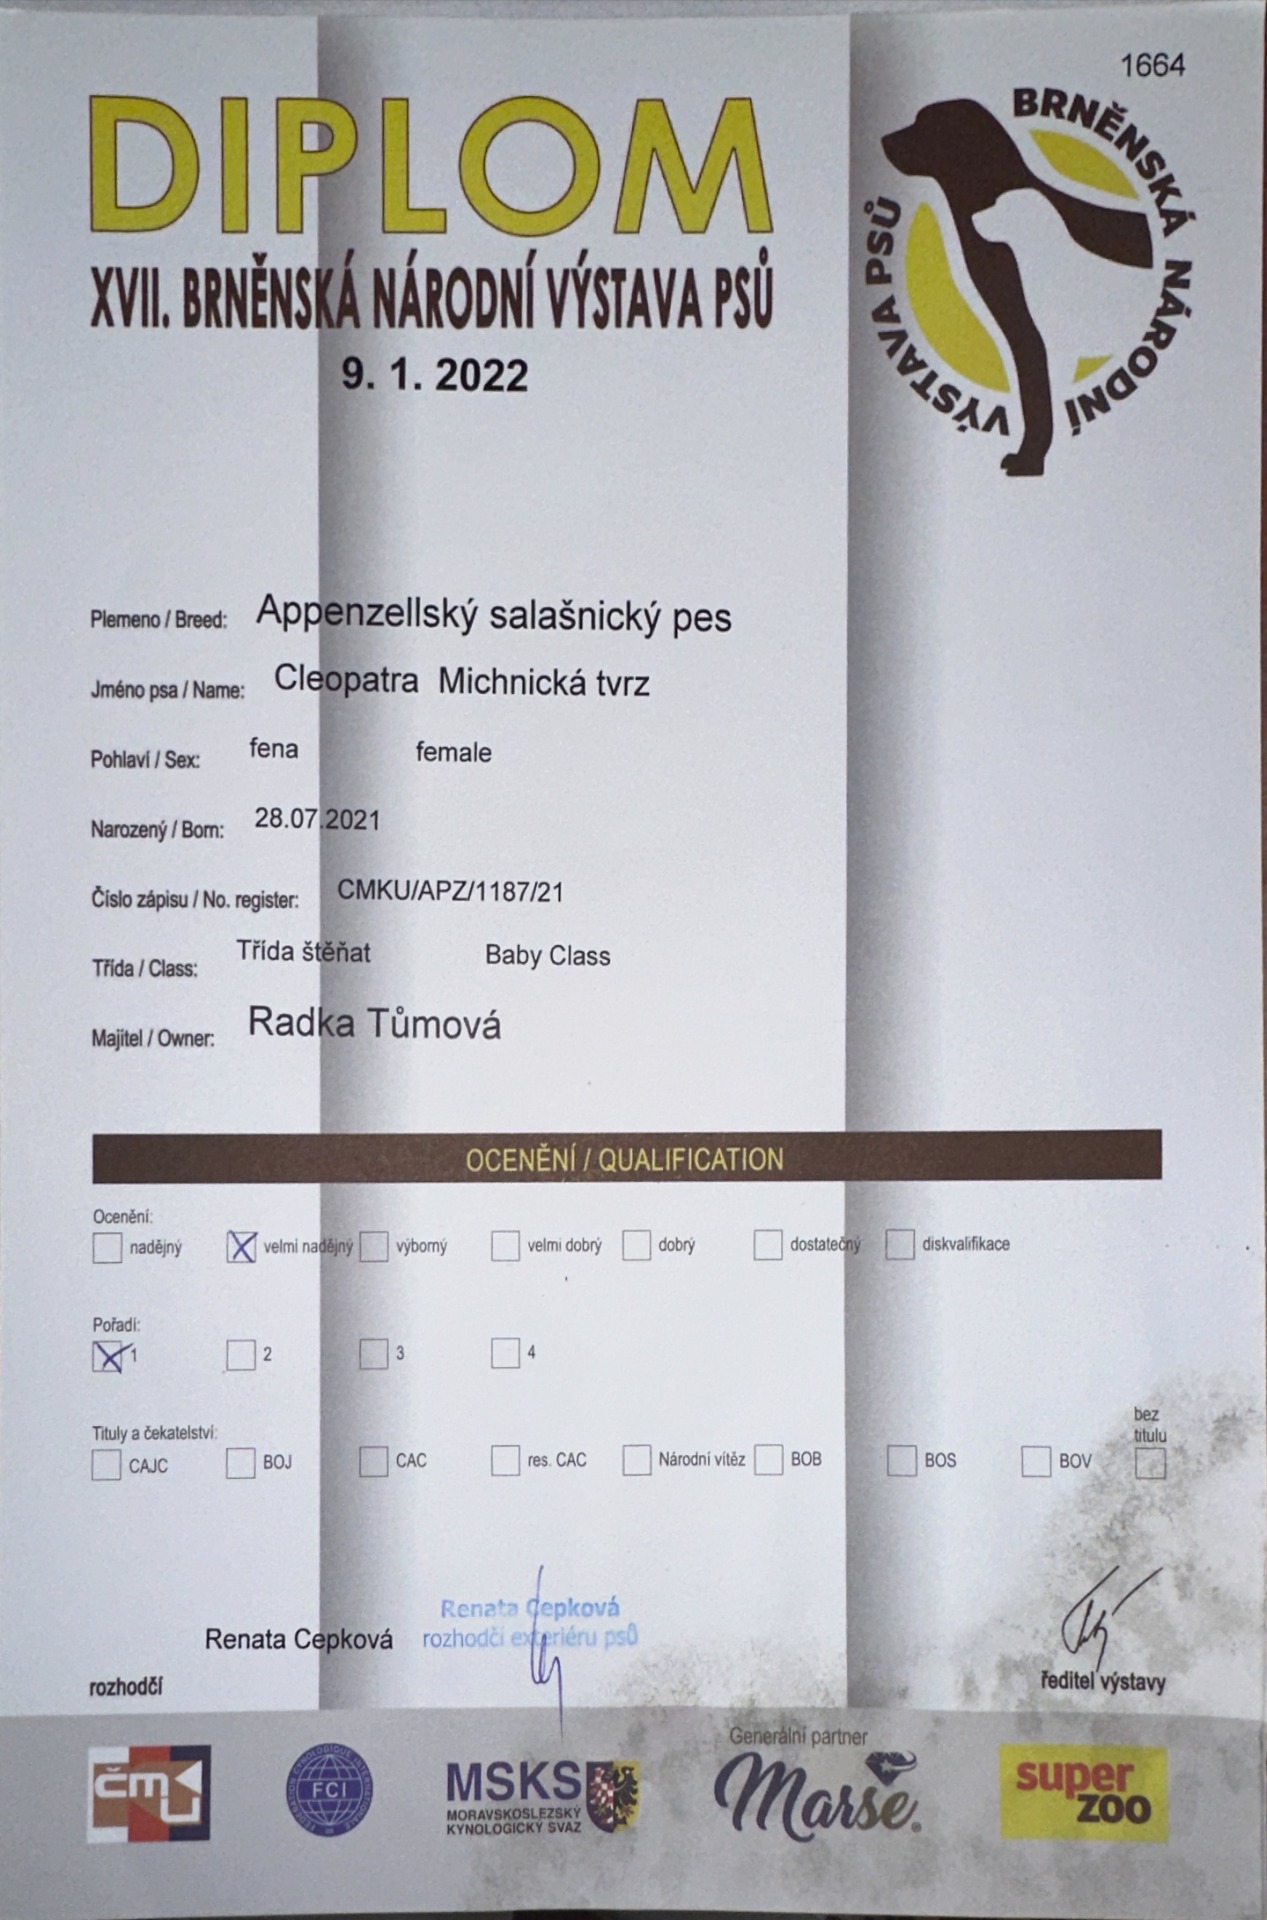 1664
DIPLOM
BRNĚNSKÁ NÁRODNÍ
VÝSTAVA PSŮ
XVII. BRNĚNSKÁ NÁRODNÍ VÝSTAVA PSŮ
9. 1. 2022
Plemeno / Breed: Appenzellský salašnický pes
Jméno psa / Name: Cleopatra Michnická tvrz
Pohlaví / Sex: fena female
Narozený / Born: 28.07.2021
Číslo zápisu / No. register: CMKU/APZ/1187/21
Třída / Class: Třída štěňat Baby Class
Majitel / Owner: Radka Tůmová
OCENĚNÍ / QUALIFICATION
Ocenění:
nadějný velmi nadějný výborný velmi dobrý dobrý dostatečný diskvalifikace
Pořadí:
1 2 3 4
Tituly a čekatelství:
CAJC BOJ CAC res. CAC Národní vítěz BOB BOS BOV bez titulu
Renata Cepková
Renata Cepková
rozhodčí exteriéru psů
rozhodčí
ředitel výstavy
čmku
FCI
MSKS
MORAVSKOSLEZSKÝ
KYNOLOGICKÝ SVAZ
Generální partner
Marse
super
zoo